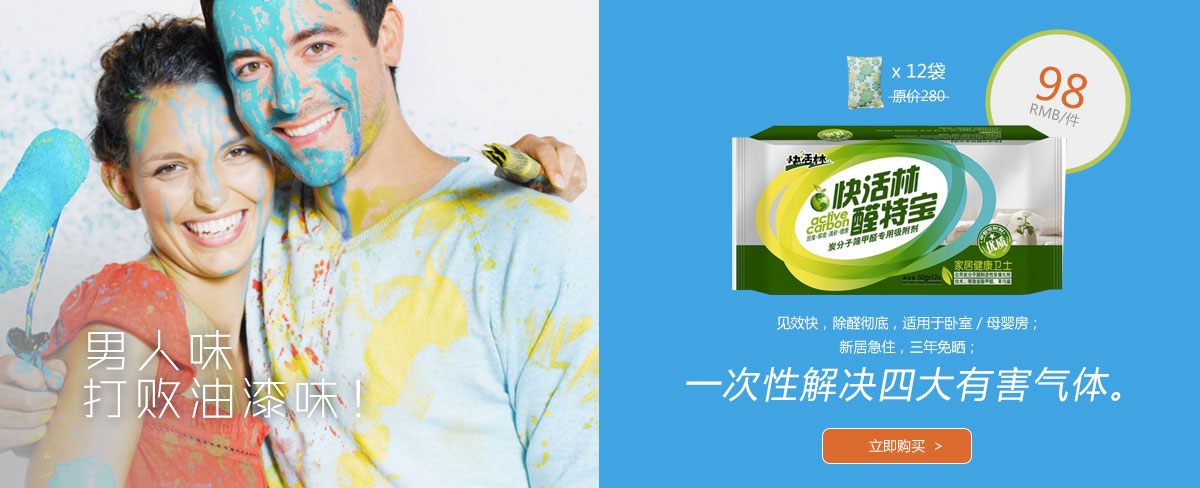 男人味
打败油漆味！
x 12袋
原价280
98
RMB/件
快活林
快活林
active
carbon
醛特宝
炭分子筛甲醛专用吸附剂
优质
家居健康卫士
见效快，除醛彻底，适用于卧室 / 母婴房；
新居急住，三年免晒；
一次性解决四大有害气体。
立即购买 >